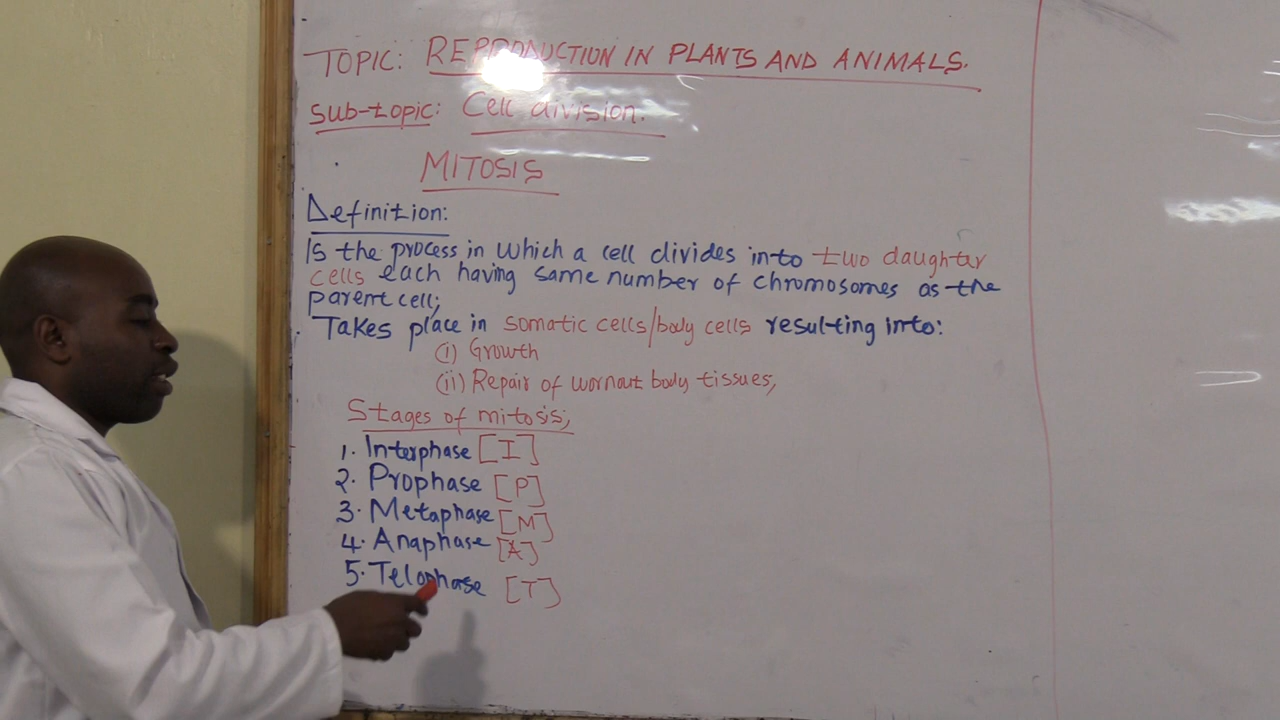 TOPIC: REPRODUCTION IN PLANTS AND ANIMALS.
Sub-topic: Cell division.
MITOSIS
Definition:
Is the process in which a cell divides into two daughter
cells each having same number of chromosomes as the
parent cell;
Takes place in somatic cells/body cells resulting into:
(i) Growth
(ii) Repair of wornout body tissues,
Stages of mitosis;
1. Interphase [I]
2. Prophase [P]
3. Metaphase [M]
4. Anaphase [A]
5. Telophase [T]